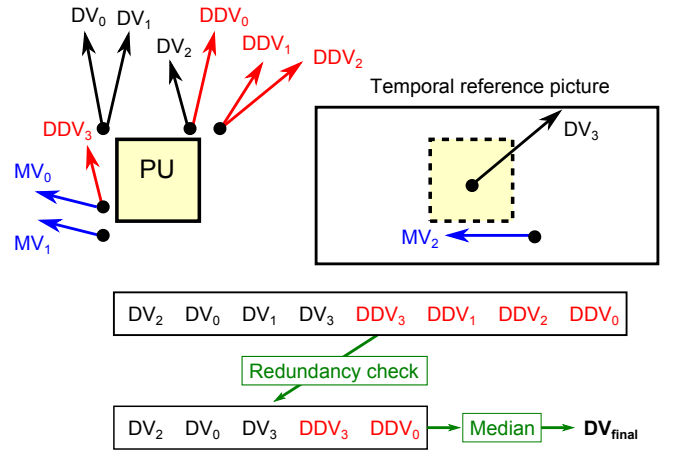 DV₀ DV₁ DDV₀
DV₂ DDV₁
DDV₂
Temporal reference picture
DDV₃ DV₃
PU
MV₀
MV₁ MV₂
DV₂ DV₀ DV₁ DV₃ DDV₃ DDV₁ DDV₂ DDV₀
Redundancy check
DV₂ DV₀ DV₃ DDV₃ DDV₀ Median DV_final